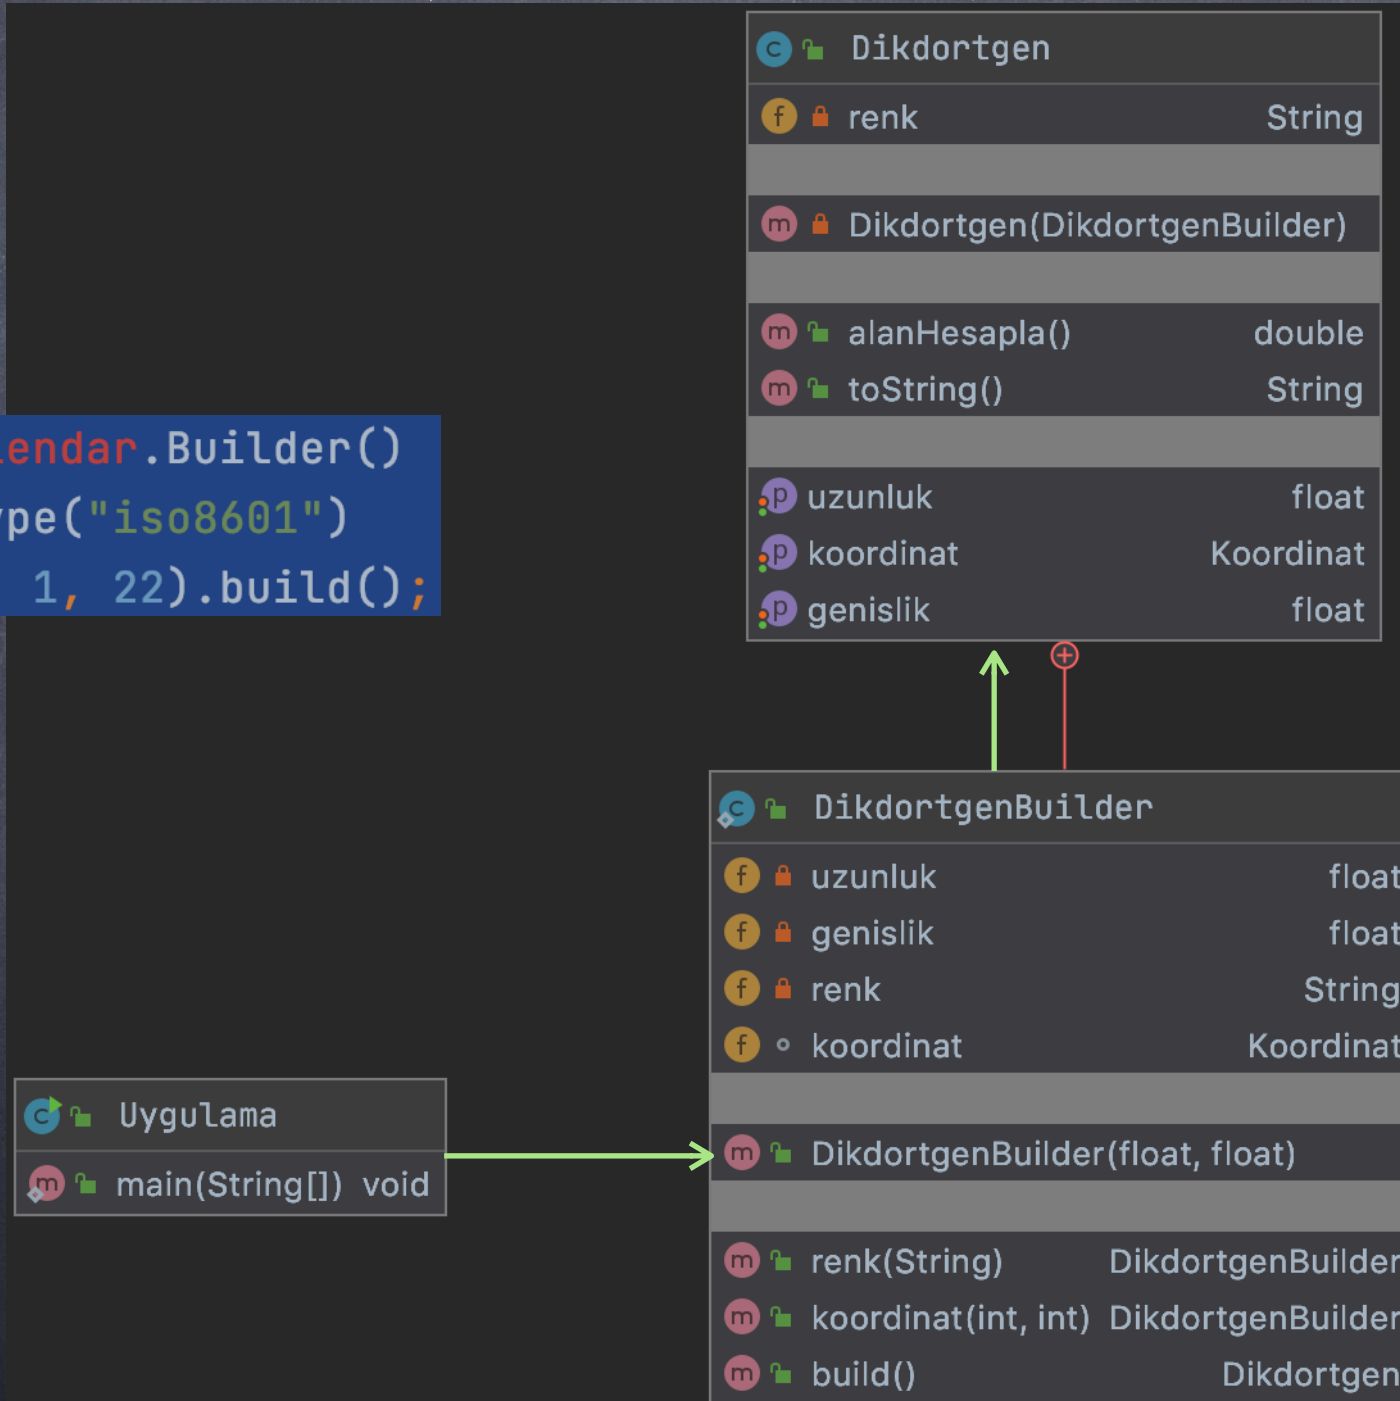 Dikdortgen
renk String
Dikdortgen(DikdortgenBuilder)
alanHesapla() double
toString() String
uzunluk float
koordinat Koordinat
genislik float
lendar.Builder()
ype("iso8601")
1, 22).build();
DikdortgenBuilder
uzunluk float
genislik float
renk String
koordinat Koordinat
DikdortgenBuilder(float, float)
renk(String) DikdortgenBuilder
koordinat(int, int) DikdortgenBuilder
build() Dikdortgen
Uygulama
main(String[]) void